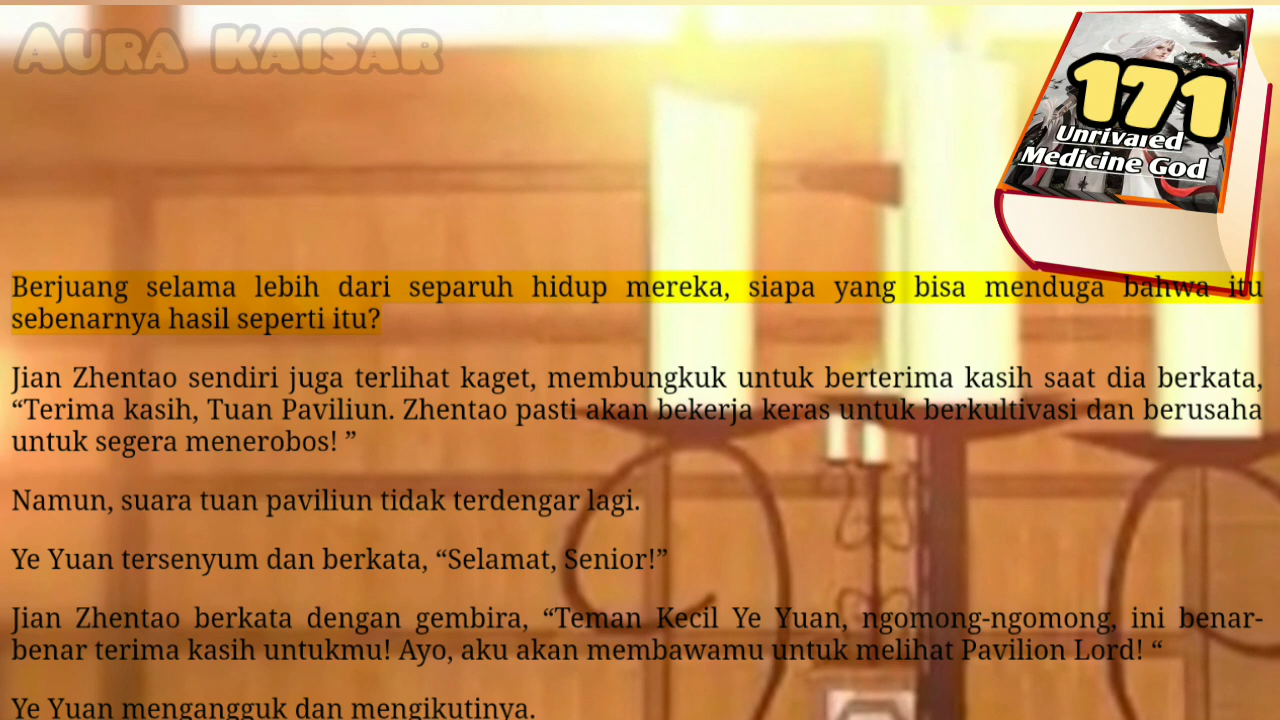 Aura Kaisar
171
Unrivaled
Medicine God
Berjuang selama lebih dari separuh hidup mereka, siapa yang bisa menduga bahwa itu
sebenarnya hasil seperti itu?
Jian Zhentao sendiri juga terlihat kaget, membungkuk untuk berterima kasih saat dia berkata,
“Terima kasih, Tuan Paviliun. Zhentao pasti akan bekerja keras untuk berkultivasi dan berusaha
untuk segera menerobos! ”
Namun, suara tuan paviliun tidak terdengar lagi.
Ye Yuan tersenyum dan berkata, “Selamat, Senior!”
Jian Zhentao berkata dengan gembira, “Teman Kecil Ye Yuan, ngomong-ngomong, ini benar-
benar terima kasih untukmu! Ayo, aku akan membawamu untuk melihat Pavilion Lord! “
Ye Yuan mengangguk dan mengikutinya.